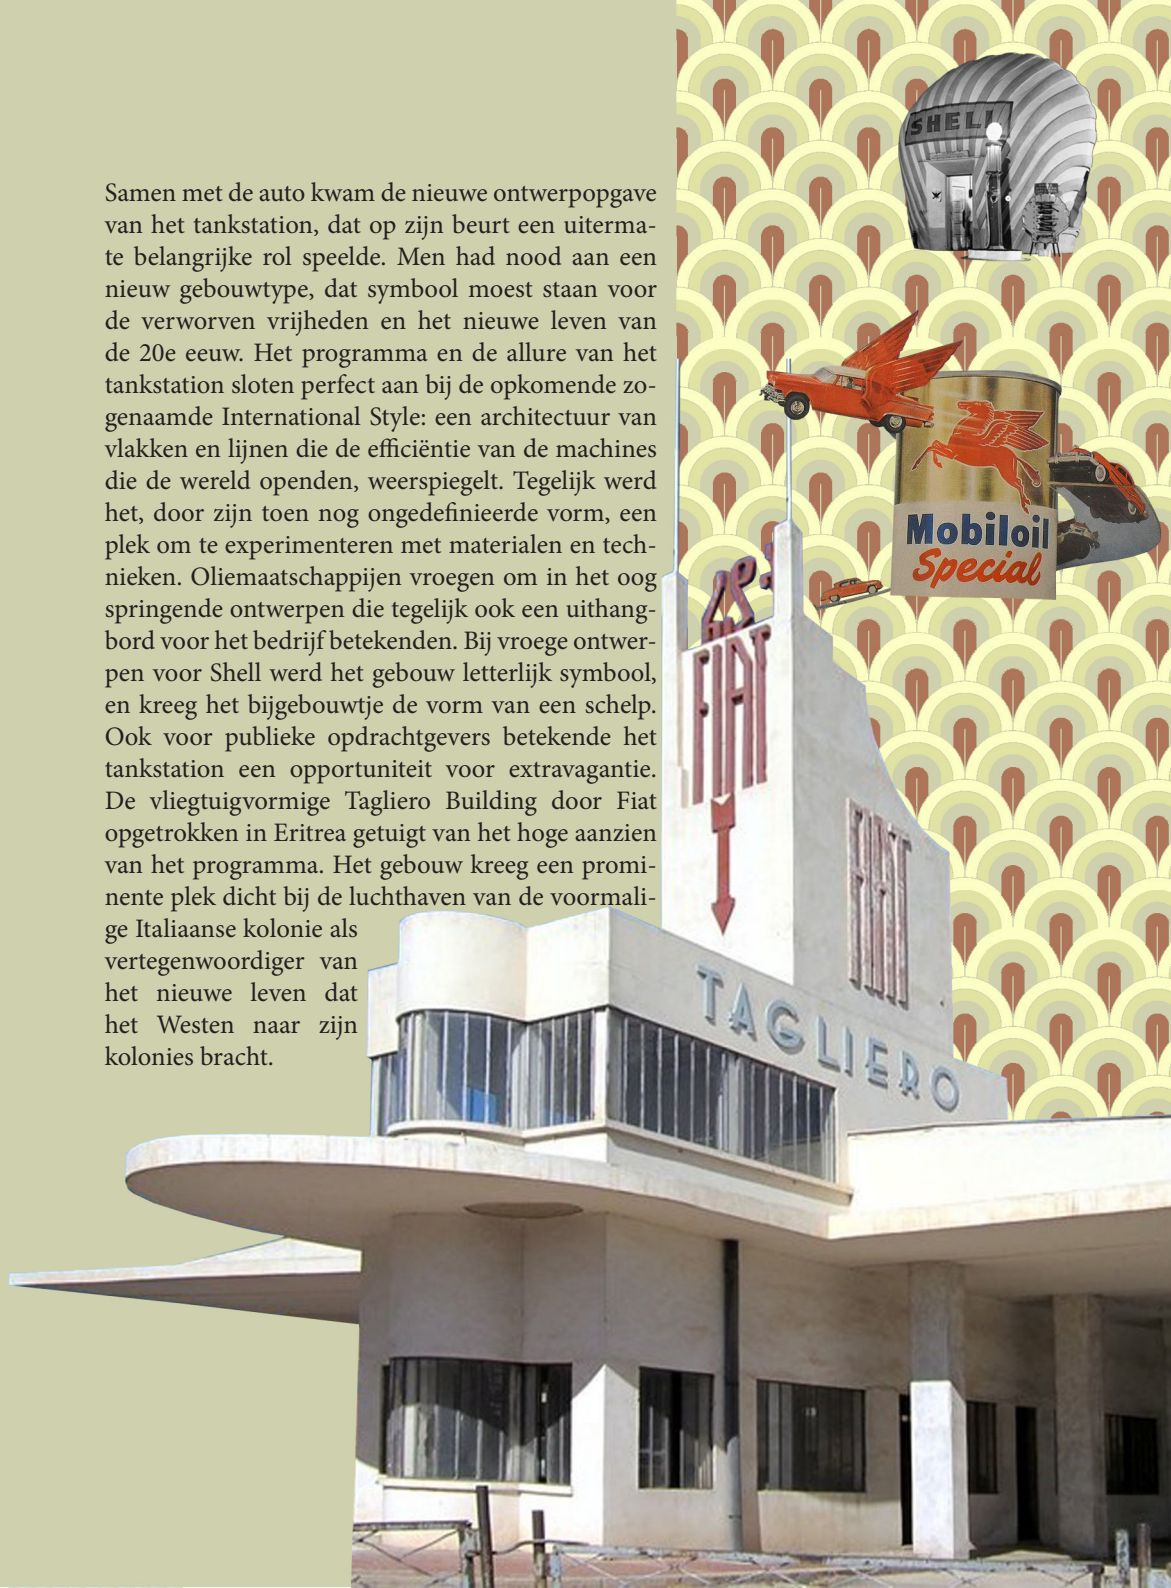 Samen met de auto kwam de nieuwe ontwerpopgave
van het tankstation, dat op zijn beurt een uiterma-
te belangrijke rol speelde. Men had nood aan een
nieuw gebouwtype, dat symbool moest staan voor
de verworven vrijheden en het nieuwe leven van
de 20e eeuw. Het programma en de allure van het
tankstation sloten perfect aan bij de opkomende zo-
genaamde International Style: een architectuur van
vlakken en lijnen die de efficiëntie van de machines
die de wereld openden, weerspiegelt. Tegelijk werd
het, door zijn toen nog ongedefinieerde vorm, een
plek om te experimenteren met materialen en tech-
nieken. Oliemaatschappijen vroegen om in het oog
springende ontwerpen die tegelijk ook een uithang-
bord voor het bedrijf betekenden. Bij vroege ontwer-
pen voor Shell werd het gebouw letterlijk symbool,
en kreeg het bijgebouwtje de vorm van een schelp.
Ook voor publieke opdrachtgevers betekende het
tankstation een opportuniteit voor extravagantie.
De vliegtuigvormige Tagliero Building door Fiat
opgetrokken in Eritrea getuigt van het hoge aanzien
van het programma. Het gebouw kreeg een promi-
nente plek dicht bij de luchthaven van de voormali-
ge Italiaanse kolonie als
vertegenwoordiger van
het nieuwe leven dat
het Westen naar zijn
kolonies bracht.
SHELL
Mobiloil
Special
FIAT
FIAT
TAGLIERO